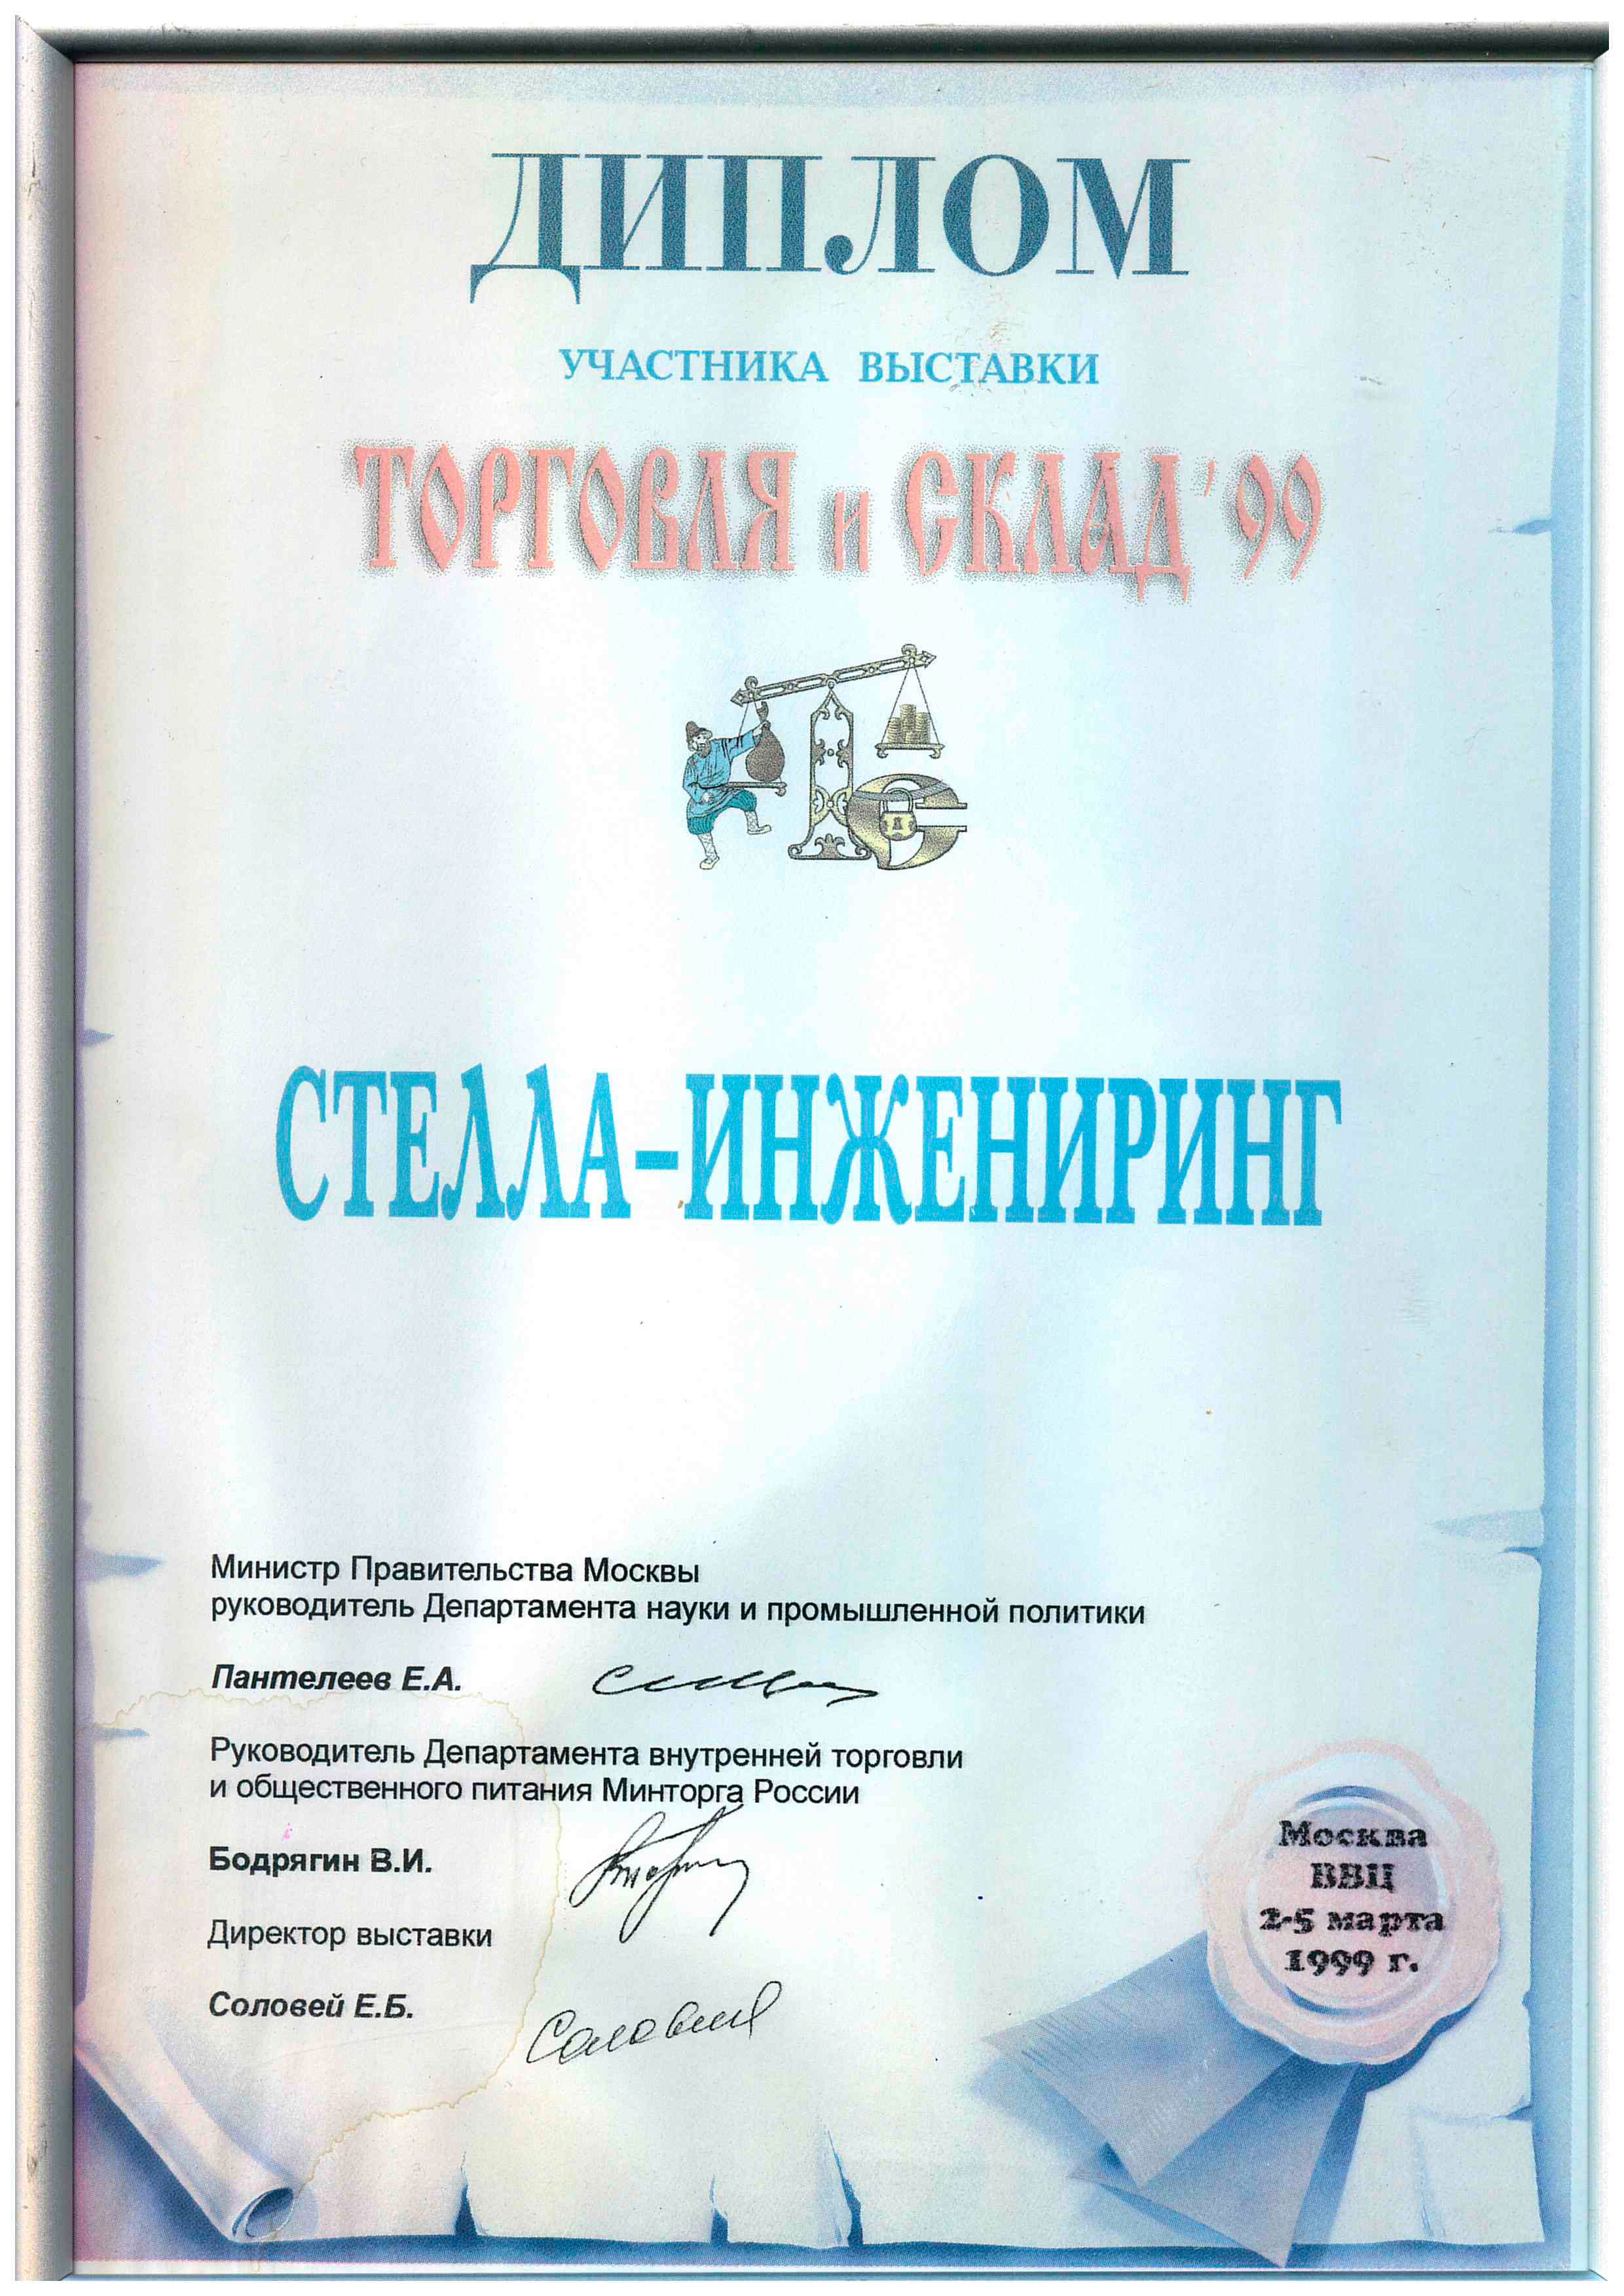 ДИПЛОМ
УЧАСТНИКА ВЫСТАВКИ
ТОРГОВЛЯ и СКЛАД'99
СТЕЛЛА-ИНЖЕНИРИНГ
Министр Правительства Москвы
руководитель Департамента науки и промышленной политики
Пантелеев Е.А.
Руководитель Департамента внутренней торговли
и общественного питания Минторга России
Бодрягин В.И.
Директор выставки
Соловей Е.Б.
Москва
ВВЦ
2-5 марта
1999 г.